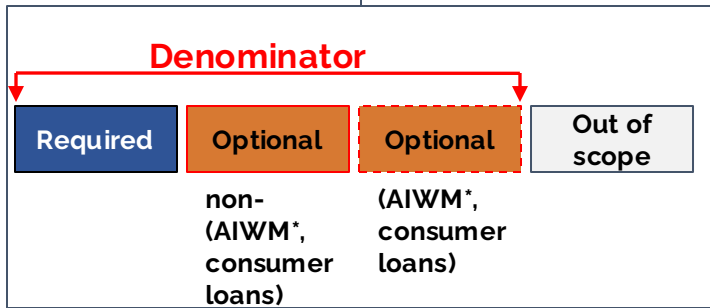 Denominator
Required
Optional
Optional
Out of
scope
non-
(AIWM*,
consumer
loans)
(AIWM*,
consumer
loans)